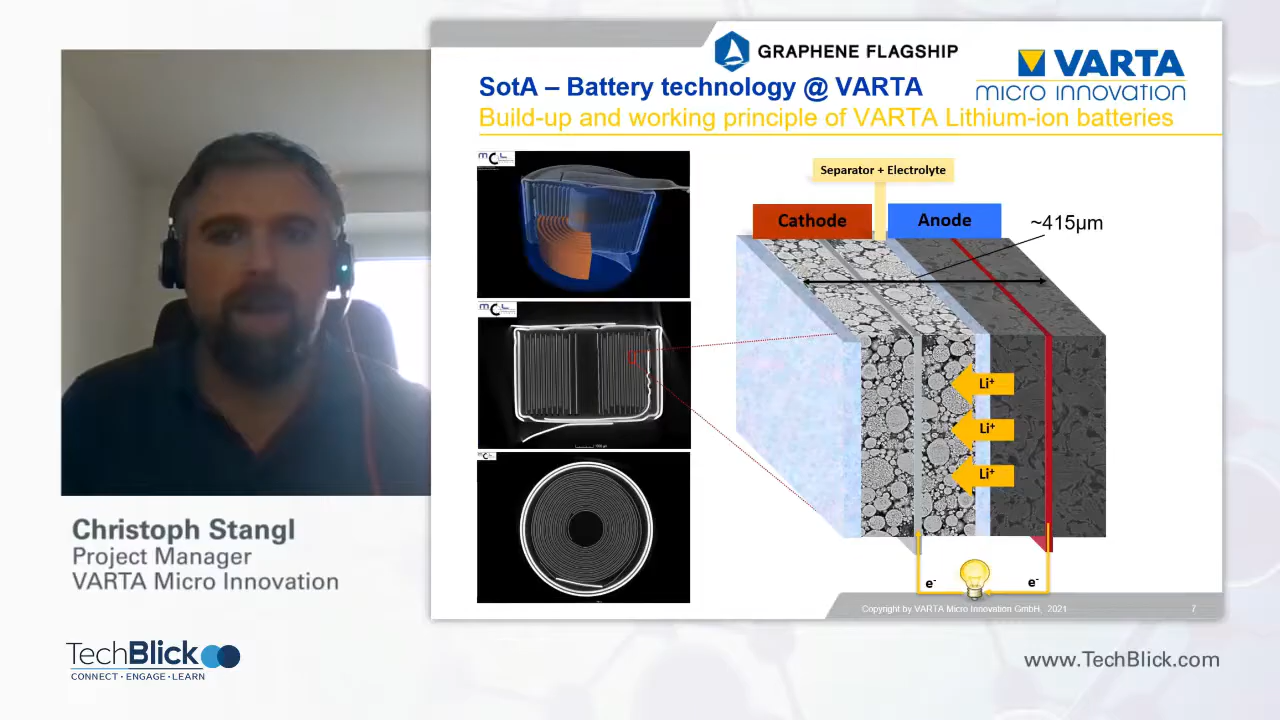 GRAPHENE FLAGSHIP
VARTA
micro innovation
SotA – Battery technology @ VARTA
Build-up and working principle of VARTA Lithium-ion batteries
Separator + Electrolyte
Cathode
Anode
~415µm
Li+
Li+
Li+
e-
e-
Copyright by VARTA Micro Innovation GmbH, 2021
7
Christoph Stangl
Project Manager
VARTA Micro Innovation
TechBlick
CONNECT · ENGAGE · LEARN
www.TechBlick.com